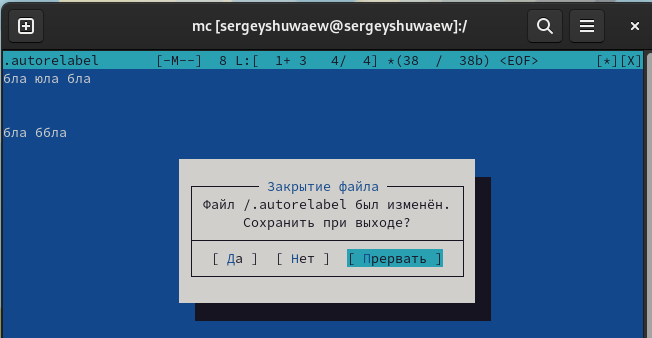 mc [sergeyshuwaew@sergeyshuwaew]:/
.autorelabel [-M--] 8 L:[ 1+ 3 4/ 4] *(38 / 38b) <EOF> [*][X]
бла юла бла
бла ббла
Закрытие файла
Файл /.autorelabel был изменён.
Сохранить при выходе?
[ Да ] [ Нет ] [ Прервать ]